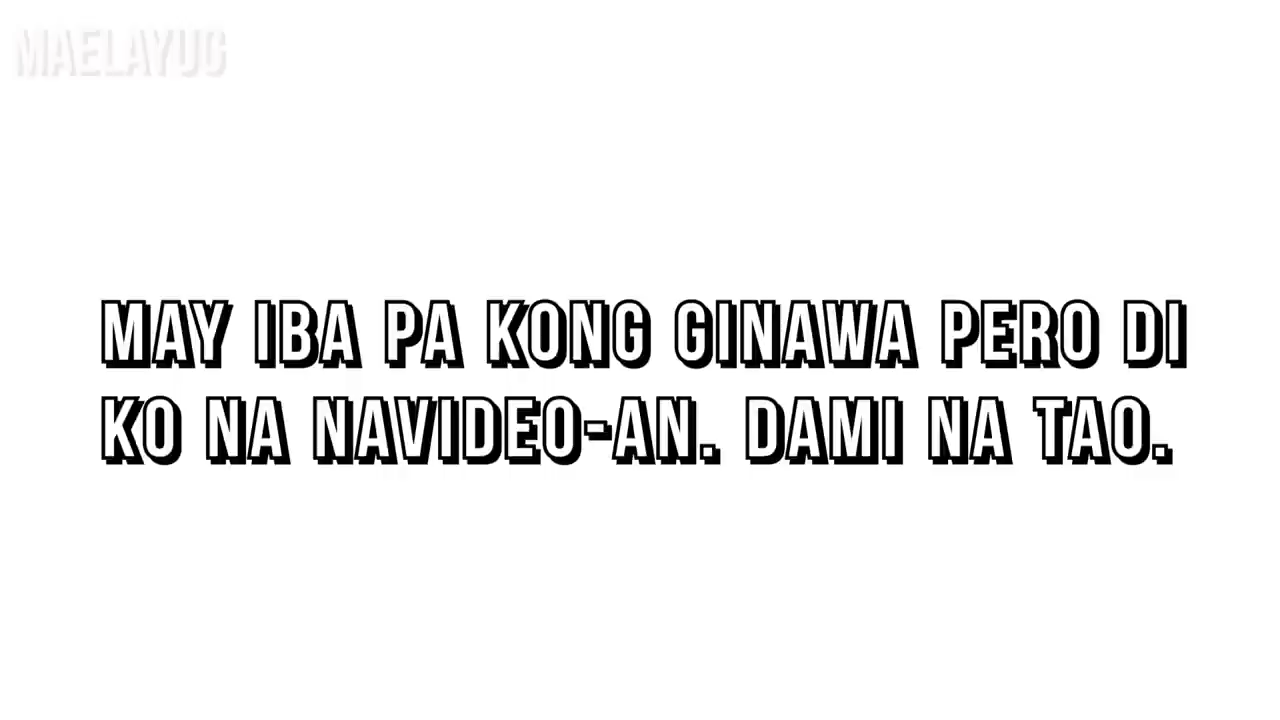 MAELAYUG
MAY IBA PA KONG GINAWA PERO DI
KO NA NAVIDEO-AN. DAMI NA TAO.